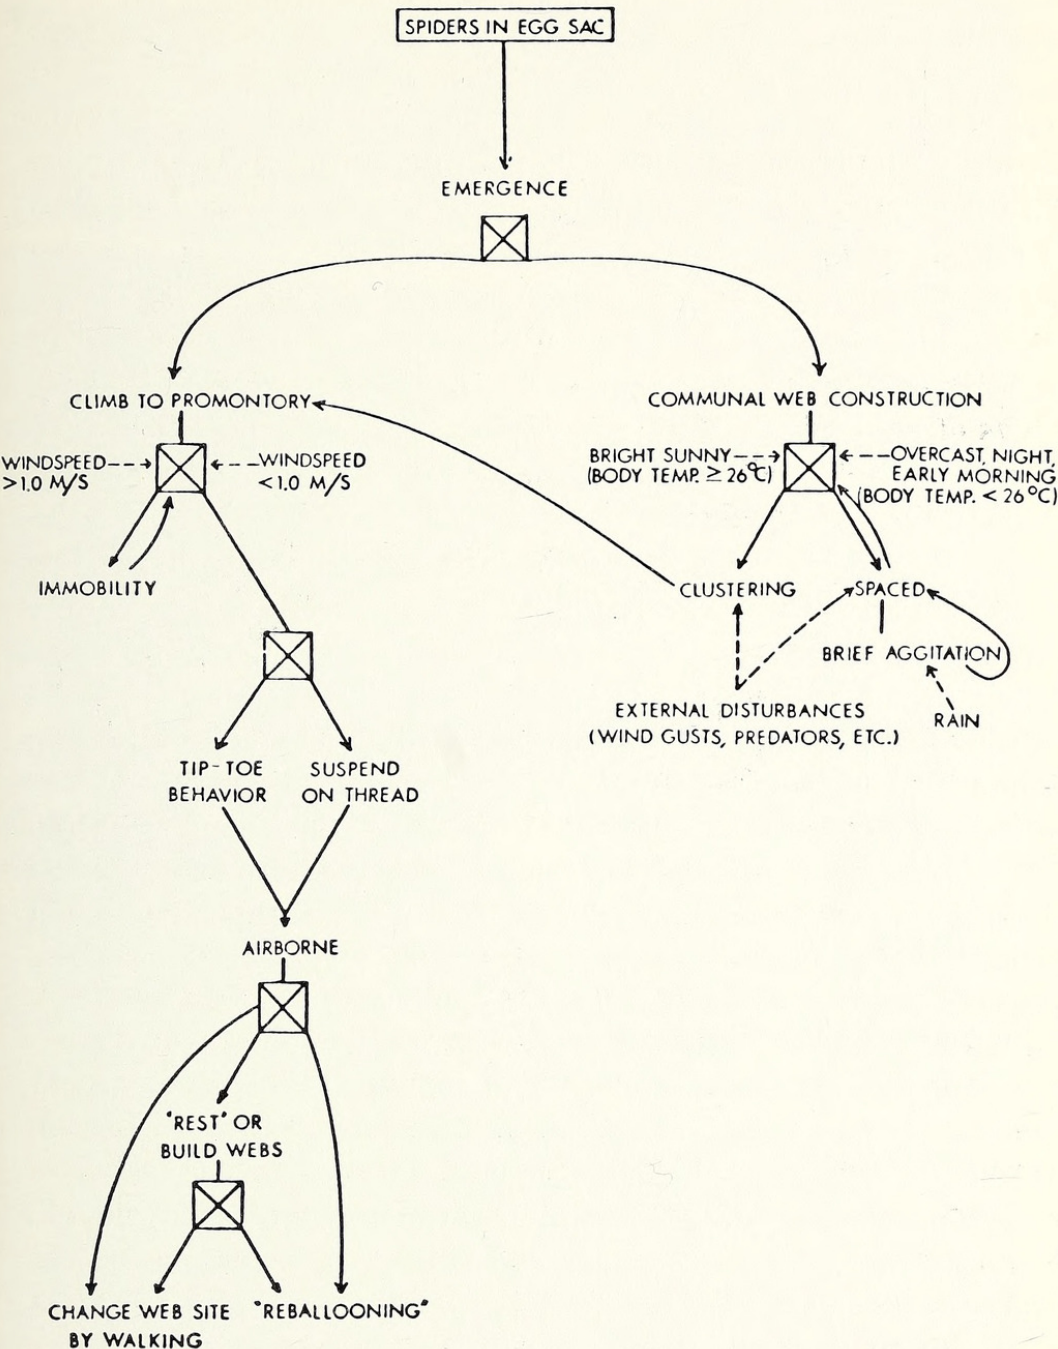 SPIDERS IN EGG SAC
EMERGENCE
CLIMB TO PROMONTORY
COMMUNAL WEB CONSTRUCTION
WINDSPEED
>1.0 M/S
WINDSPEED
<1.0 M/S
BRIGHT SUNNY
(BODY TEMP. ≥ 26°C)
OVERCAST, NIGHT,
EARLY MORNING
(BODY TEMP. < 26°C)
IMMOBILITY
CLUSTERING
SPACED
BRIEF AGGITATION
EXTERNAL DISTURBANCES
(WIND GUSTS, PREDATORS, ETC.)
RAIN
TIP-TOE
BEHAVIOR
SUSPEND
ON THREAD
AIRBORNE
"REST" OR
BUILD WEBS
CHANGE WEB SITE
BY WALKING
"REBALLOONING"